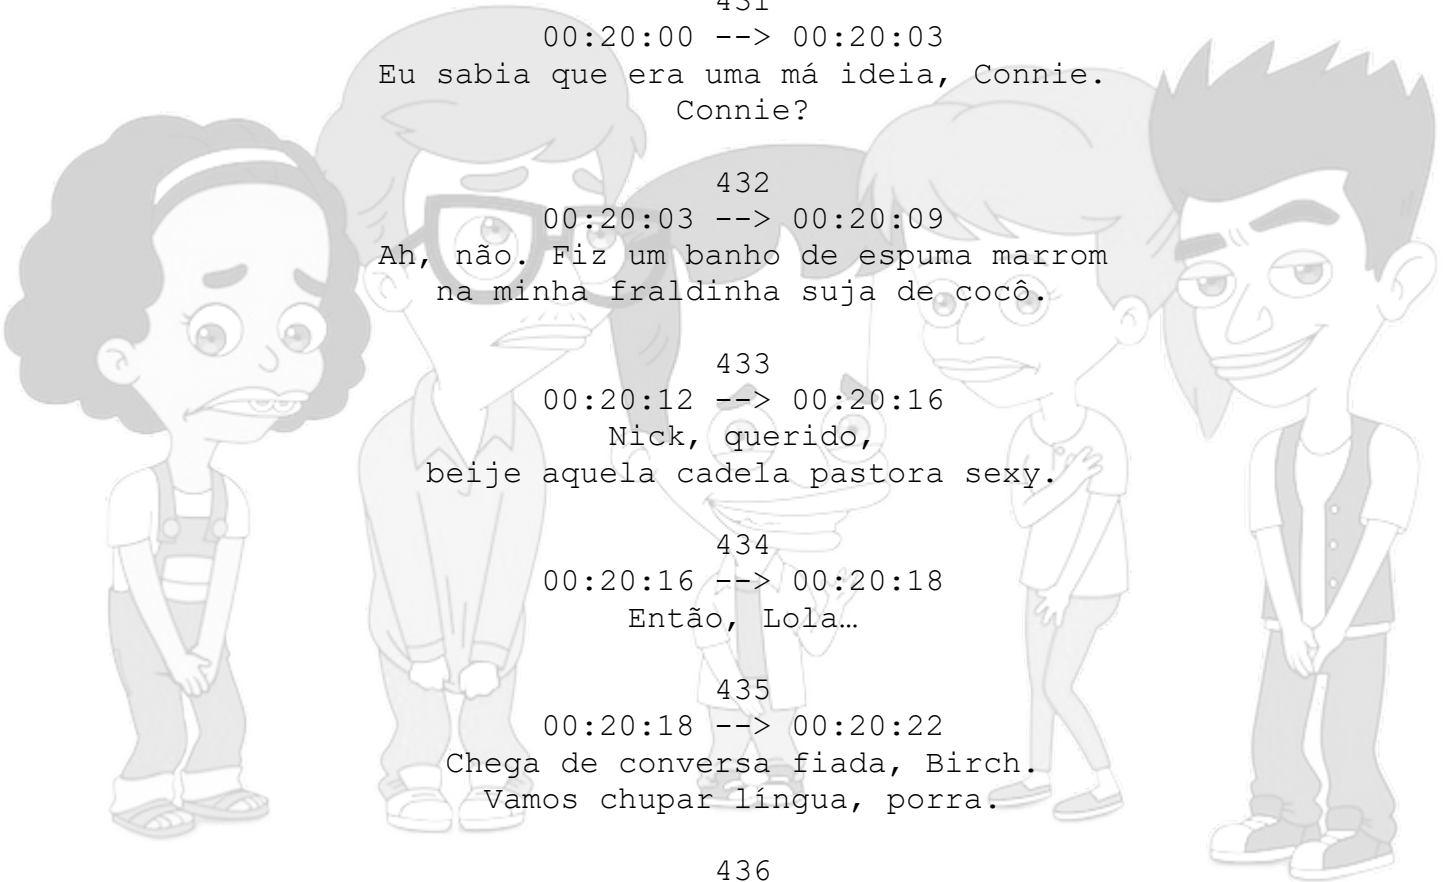 431
00:20:00 --> 00:20:03
Eu sabia que era uma má ideia, Connie.
Connie?
432
00:20:03 --> 00:20:09
Ah, não. Fiz um banho de espuma marrom
na minha fraldinha suja de cocô.
433
00:20:12 --> 00:20:16
Nick, querido,
beije aquela cadela pastora sexy.
434
00:20:16 --> 00:20:18
Então, Lola…
435
00:20:18 --> 00:20:22
Chega de conversa fiada, Birch.
Vamos chupar língua, porra.
436